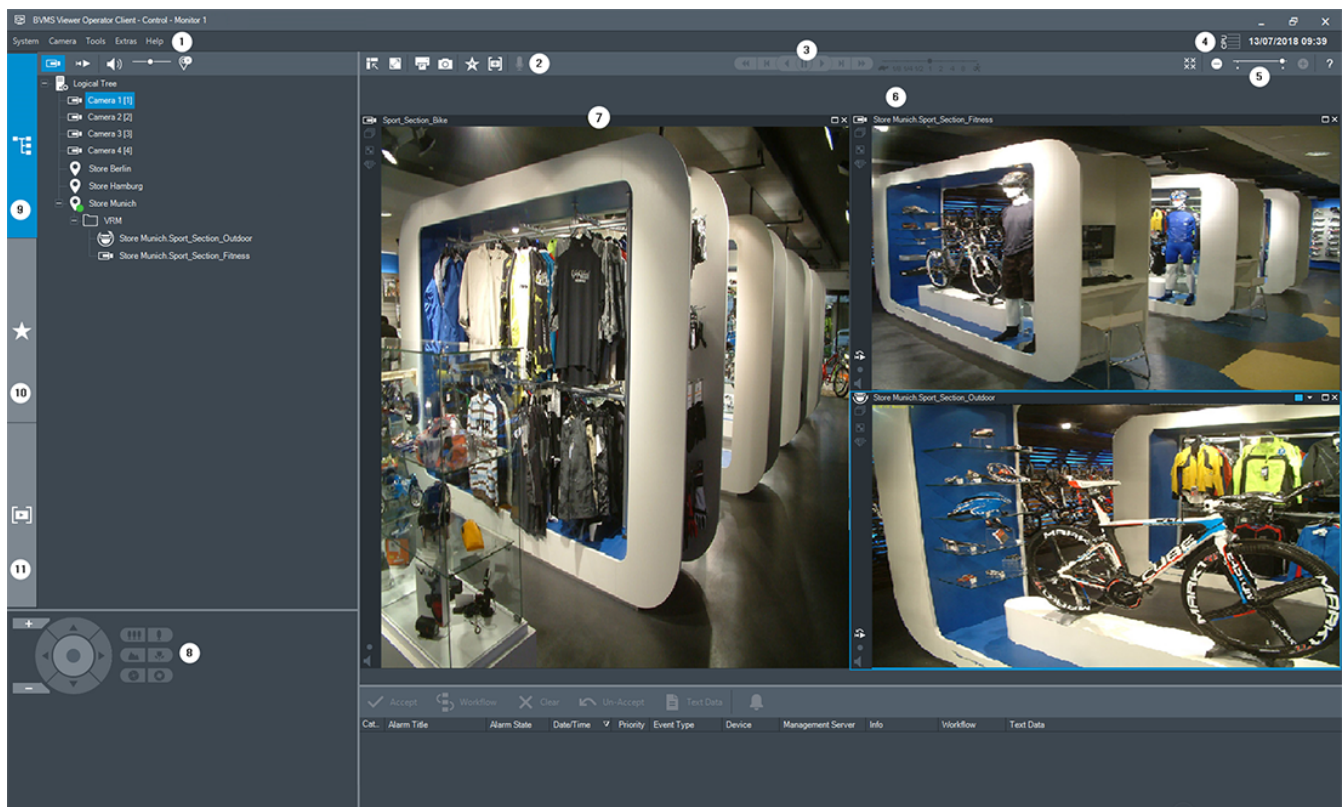 BVMS Viewer Operator Client - Control - Monitor 1
System Camera Tools Extras Help 1
4 13/07/2018 09:39
2
3
5
?
Logical Tree
Camera 1 [1]
Camera 2 [2]
Camera 3 [3]
Camera 4 [4]
Store Berlin
Store Hamburg
Store Munich
VRM
Store Munich.Sport_Section_Outdoor
Store Munich.Sport_Section_Fitness
9
10
11
6
Sport_Section_Bike 7
Store Munich.Sport_Section_Fitness
Store Munich.Sport_Section_Outdoor
CUBE
8
Accept Workflow Clear Un-Accept Text Data
Cat.. Alarm Title Alarm State Date/Time Priority Event Type Device Management Server Info Workflow Text Data